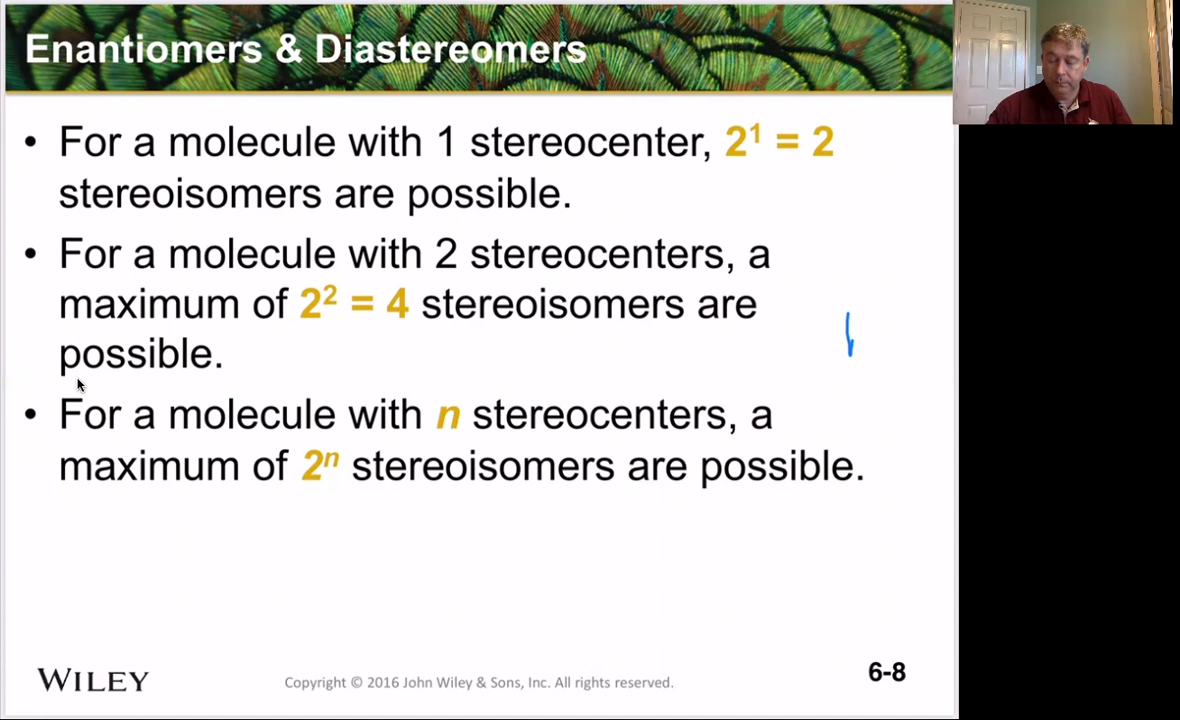 Enantiomers & Diastereomers
• For a molecule with 1 stereocenter, 2¹ = 2
stereoisomers are possible.
• For a molecule with 2 stereocenters, a
maximum of 2² = 4 stereoisomers are
possible.
• For a molecule with n stereocenters, a
maximum of 2ⁿ stereoisomers are possible.
WILEY
Copyright © 2016 John Wiley & Sons, Inc. All rights reserved.
6-8